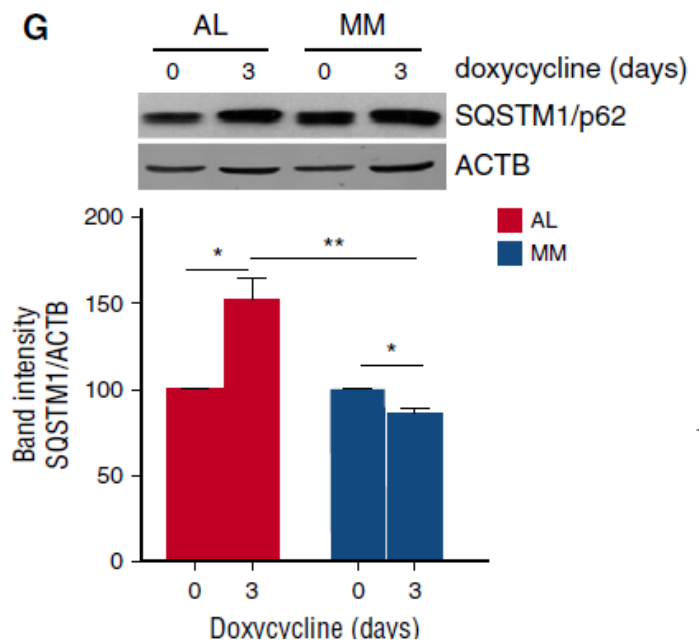 G
AL MM
0 3 0 3 doxycycline (days)
SQSTM1/p62
ACTB
200
150
100
50
0
Band intensity
SQSTM1/ACTB
AL
MM
*
**
*
0 3 0 3
Doxycycline (days)